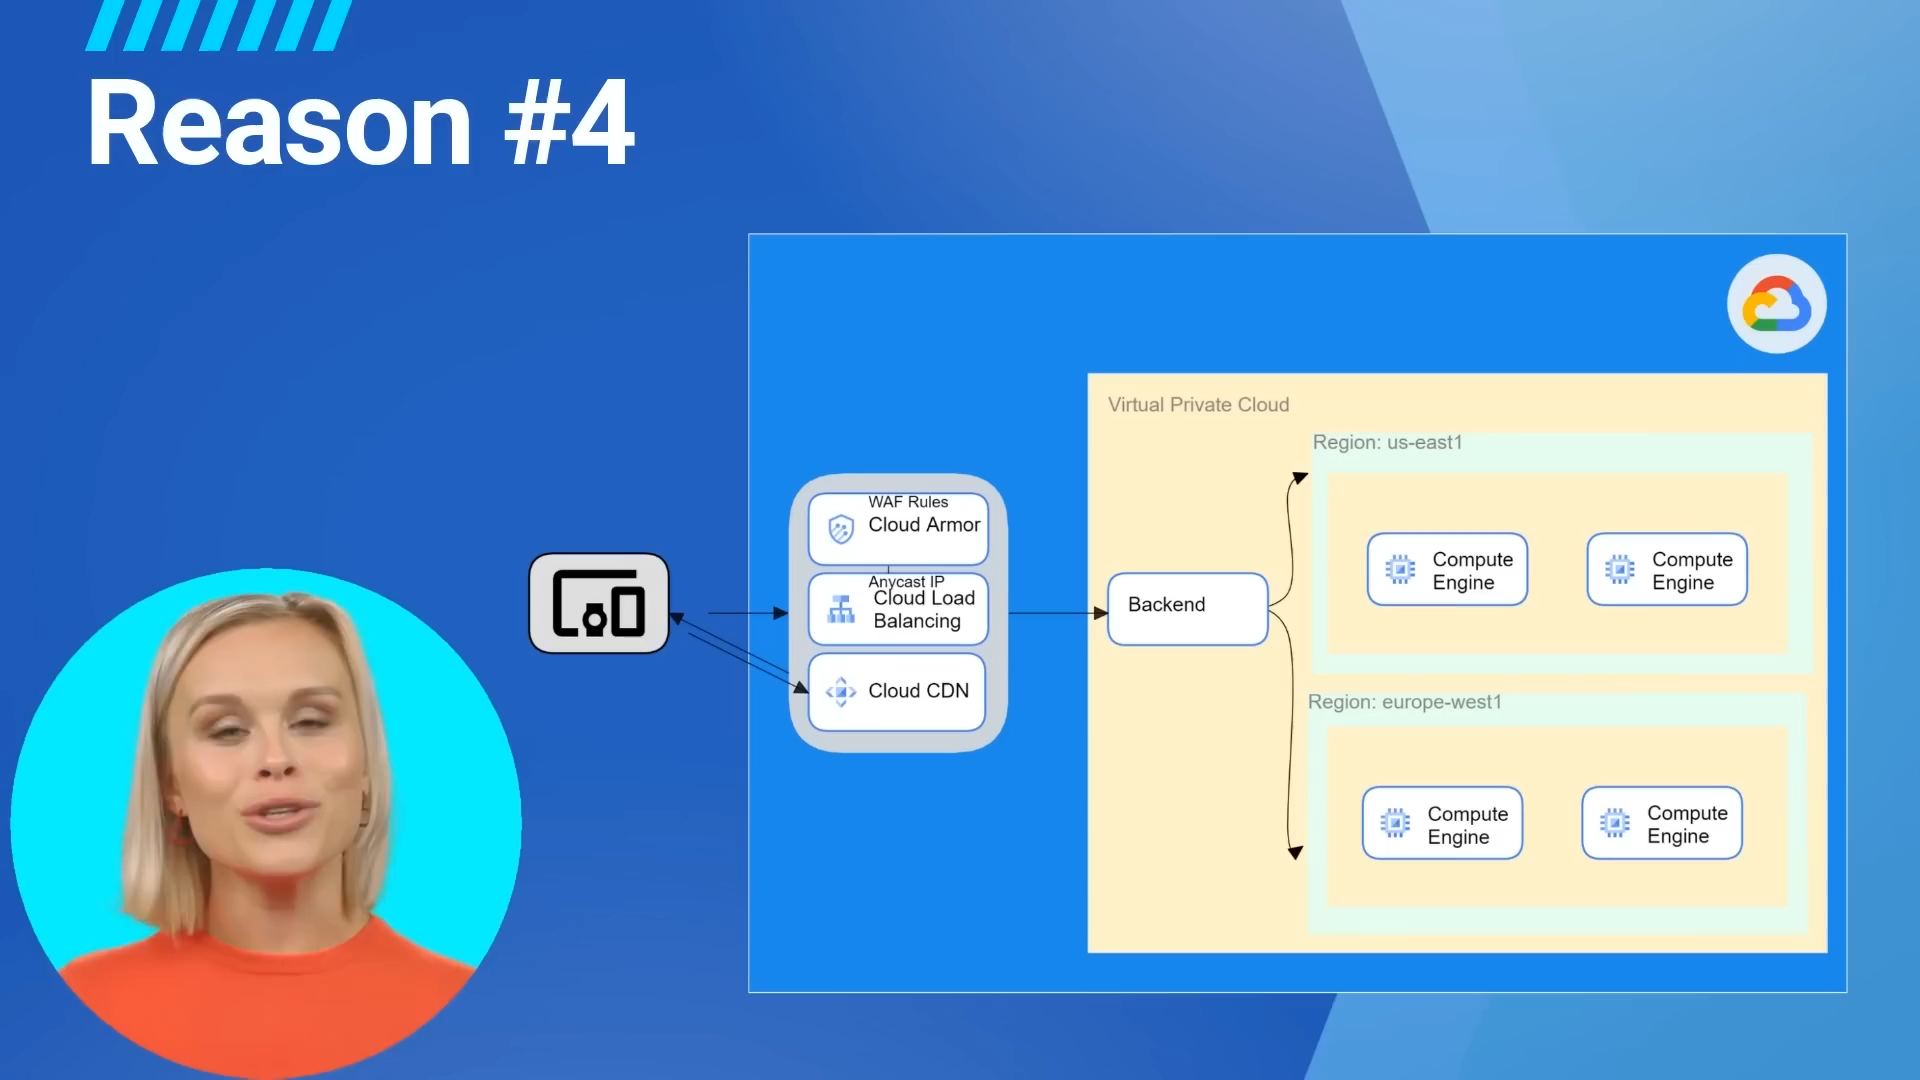 Reason #4
Virtual Private Cloud
Region: us-east1
WAF Rules
Cloud Armor
Anycast IP
Cloud Load
Balancing
Cloud CDN
Backend
Compute
Engine
Compute
Engine
Region: europe-west1
Compute
Engine
Compute
Engine